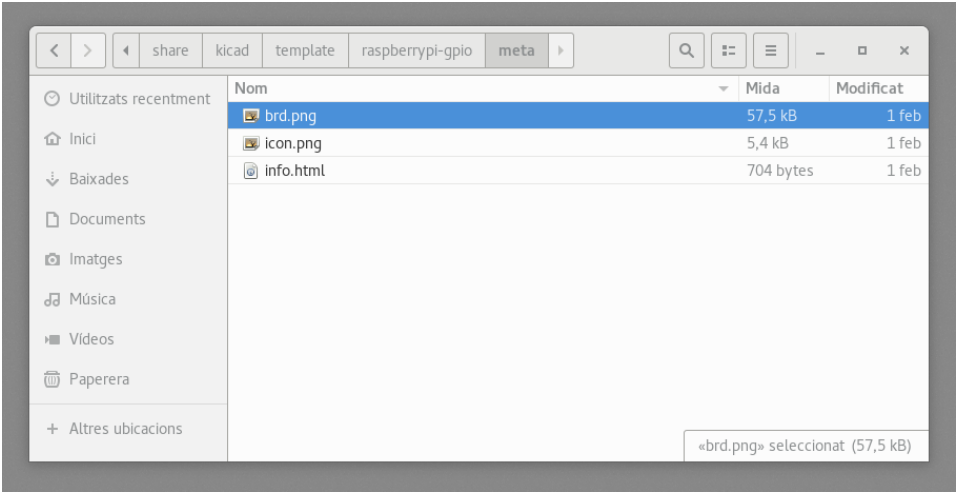 share kicad template raspberrypi-gpio meta
Utilitzats recentment
Inici
Baixades
Documents
Imatges
Música
Vídeos
Paperera
Altres ubicacions
Nom Mida Modificat
brd.png 57,5 kB 1 feb
icon.png 5,4 kB 1 feb
info.html 704 bytes 1 feb
«brd.png» seleccionat (57,5 kB)